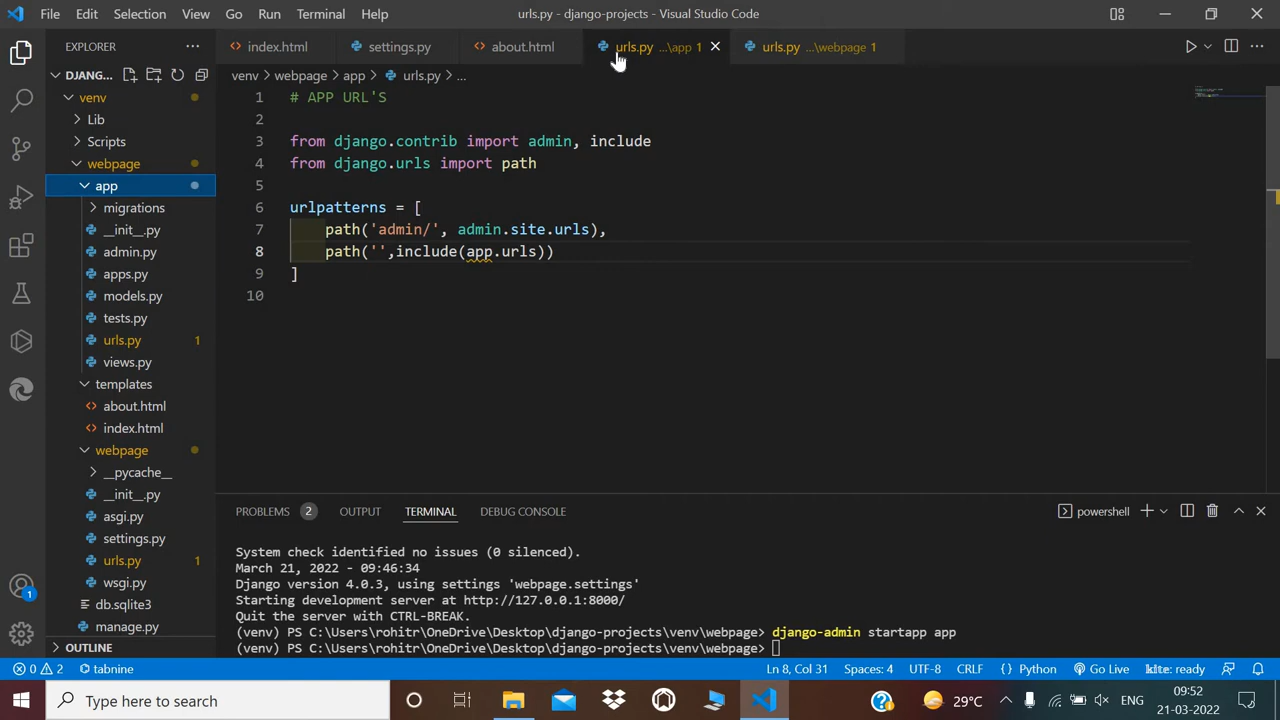 File Edit Selection View Go Run Terminal Help urls.py - django-projects - Visual Studio Code
EXPLORER
index.html settings.py about.html urls.py ...\app 1 urls.py ...\webpage 1
DJANG...
venv > webpage > app > urls.py > ...
venv
Lib
Scripts
webpage
app
migrations
__init__.py
admin.py
apps.py
models.py
tests.py
urls.py 1
views.py
templates
about.html
index.html
webpage
__pycache__
__init__.py
asgi.py
settings.py
urls.py 1
wsgi.py
db.sqlite3
manage.py
OUTLINE
1 # APP URL'S
2
3 from django.contrib import admin, include
4 from django.urls import path
5
6 urlpatterns = [
7 path('admin/', admin.site.urls),
8 path('',include(app.urls))
9 ]
10
PROBLEMS 2 OUTPUT TERMINAL DEBUG CONSOLE powershell
System check identified no issues (0 silenced).
March 21, 2022 - 09:46:34
Django version 4.0.3, using settings 'webpage.settings'
Starting development server at http://127.0.0.1:8000/
Quit the server with CTRL-BREAK.
(venv) PS C:\Users\rohitr\OneDrive\Desktop\django-projects\venv\webpage> django-admin startapp app
(venv) PS C:\Users\rohitr\OneDrive\Desktop\django-projects\venv\webpage>
1
0 2 tabnine Ln 8, Col 31 Spaces: 4 UTF-8 CRLF Python Go Live kite: ready
Type here to search 29°C ENG 09:52
21-03-2022